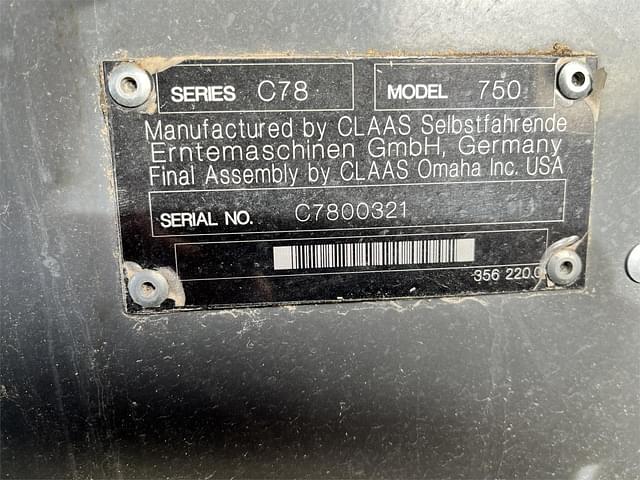 SERIES C78 MODEL 750
Manufactured by CLAAS Selbstfahrende
Erntemaschinen GmbH, Germany
Final Assembly by CLAAS Omaha Inc. USA
SERIAL NO. C7800321
356 220.0